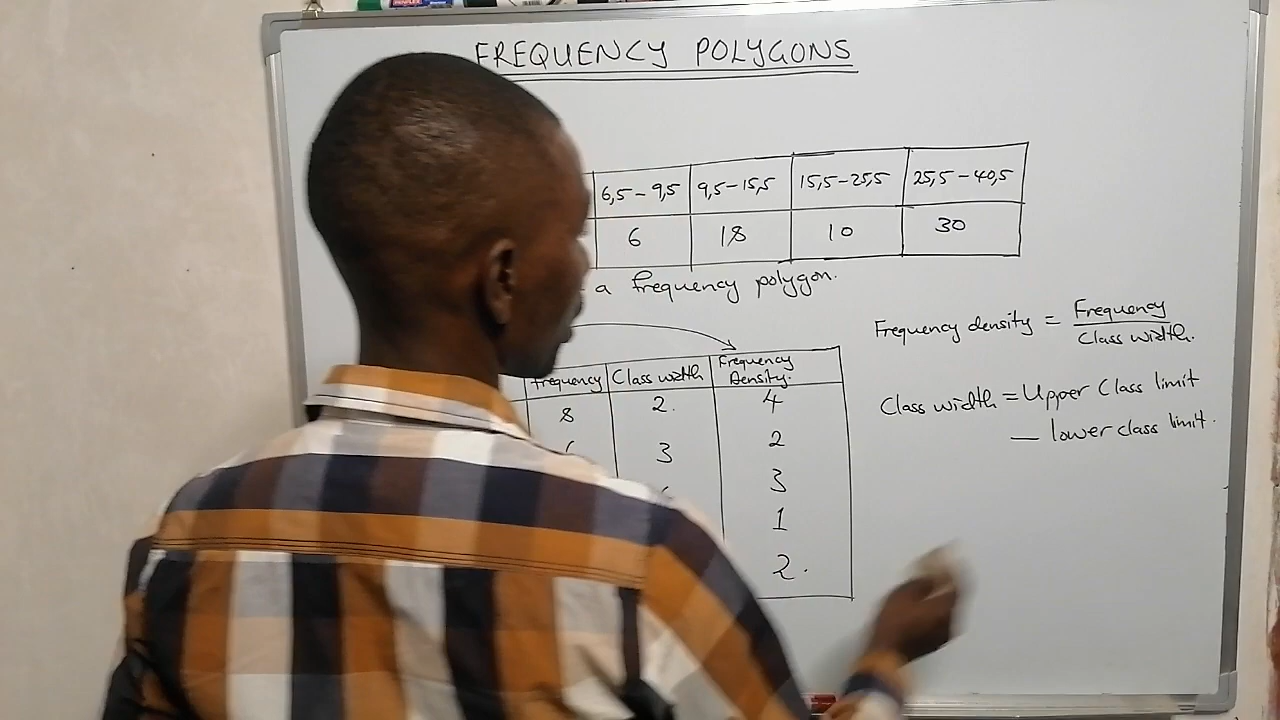 FREQUENCY POLYGONS
6,5 – 9,5 9,5 – 15,5 15,5 – 25,5 25,5 – 40,5
6 18 10 30
a frequency polygon.
Frequency density = Frequency
Class width.
Class width = Upper Class limit
— lower class limit.
Frequency Class width Frequency Density.
8 2. 4
3 2
3
1
2.